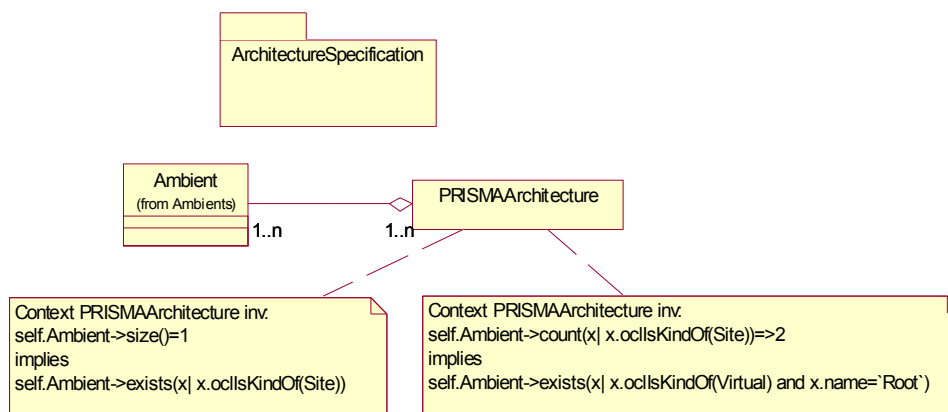 ArchitectureSpecification
Ambient
(from Ambients)
PRISMAArchitecture
1..n
1..n
Context PRISMAArchitecture inv:
self.Ambient->size()=1
implies
self.Ambient->exists(x| x.oclIsKindOf(Site))
Context PRISMAArchitecture inv:
self.Ambient->count(x| x.oclIsKindOf(Site))=>2
implies
self.Ambient->exists(x| x.oclIsKindOf(Virtual) and x.name=`Root`)